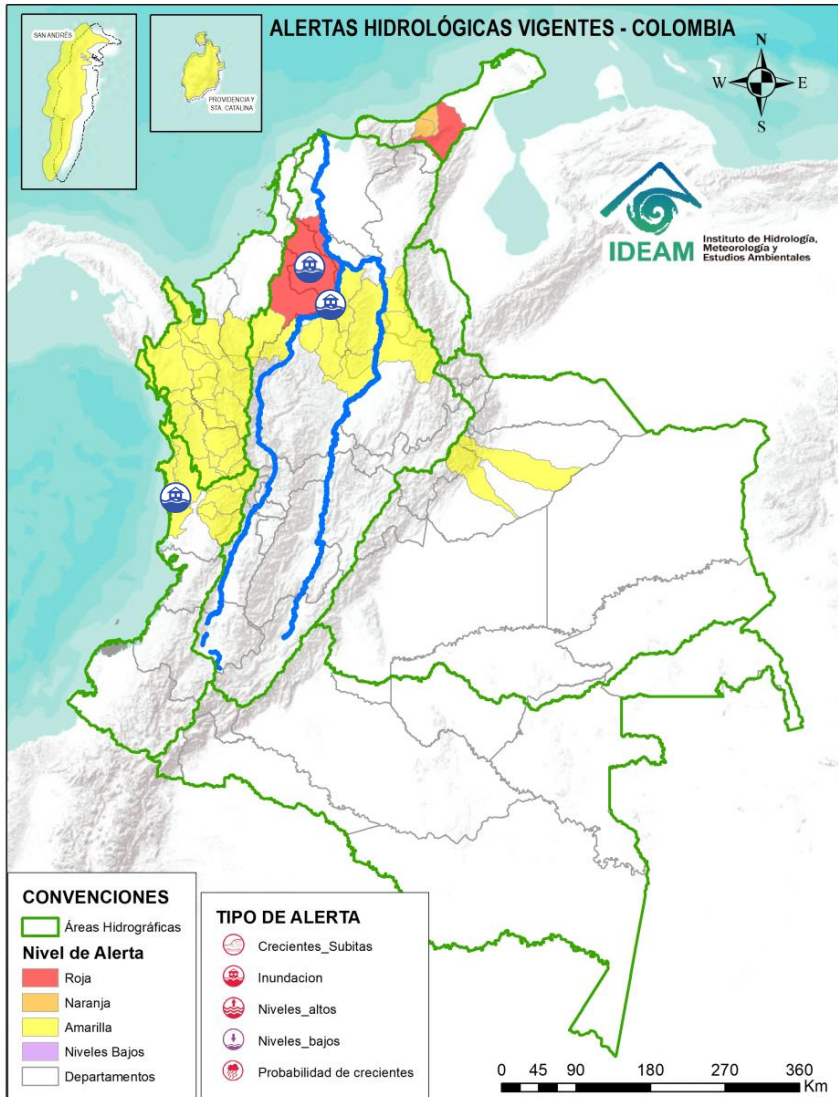 ALERTAS HIDROLÓGICAS VIGENTES - COLOMBIA
SAN ANDRÉS
PROVIDENCIA Y
STA. CATALINA
N
W
E
S
IDEAM
Instituto de Hidrología,
Meteorología y
Estudios Ambientales
CONVENCIONES
Áreas Hidrográficas
Nivel de Alerta
Roja
Naranja
Amarilla
Niveles Bajos
Departamentos
TIPO DE ALERTA
Crecientes_Subitas
Inundacion
Niveles_altos
Niveles_bajos
Probabilidad de crecientes
0 45 90 180 270 360
Km